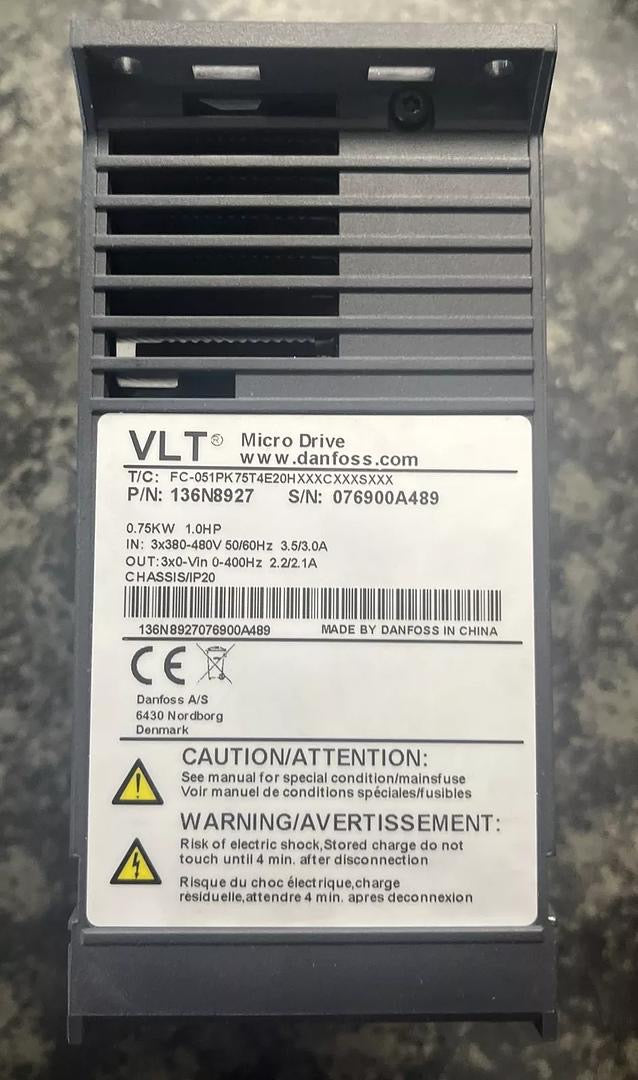 VLT® Micro Drive
www.danfoss.com
T/C: FC-051PK75T4E20HXXXCXXXSXXX
P/N: 136N8927 S/N: 076900A489
0.75KW 1.0HP
IN: 3x380-480V 50/60Hz 3.5/3.0A
OUT:3x0-Vin 0-400Hz 2.2/2.1A
CHASSIS/IP20
136N8927076900A489 MADE BY DANFOSS IN CHINA
CE
Danfoss A/S
6430 Nordborg
Denmark
CAUTION/ATTENTION:
See manual for special condition/mainsfuse
Voir manuel de conditions spéciales/fusibles
WARNING/AVERTISSEMENT:
Risk of electric shock,Stored charge do not
touch until 4 min. after disconnection
Risque du choc électrique,charge
résiduelle,attendre 4 min. apres deconnexion